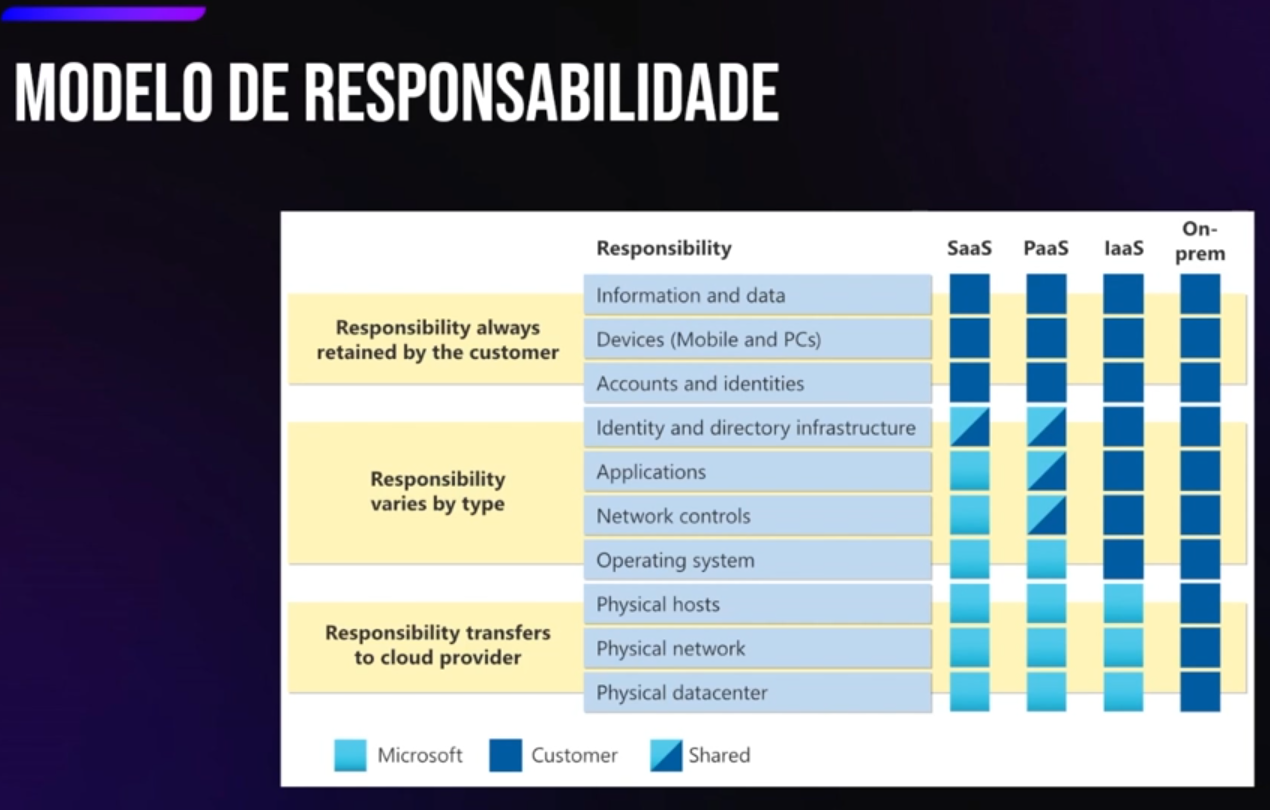 MODELO DE RESPONSABILIDADE
Responsibility SaaS PaaS IaaS On-
prem
Responsibility always
retained by the customer
Information and data
Devices (Mobile and PCs)
Accounts and identities
Responsibility
varies by type
Identity and directory infrastructure
Applications
Network controls
Operating system
Responsibility transfers
to cloud provider
Physical hosts
Physical network
Physical datacenter
Microsoft Customer Shared